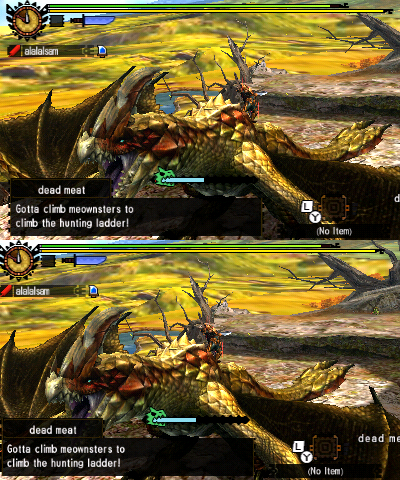 alalalsam
dead meat
Gotta climb meownsters to
climb the hunting ladder!
L
Y
(No Item)
d
alalalsam
dead meat
Gotta climb meownsters to
climb the hunting ladder!
L
Y
(No Item)
dead me